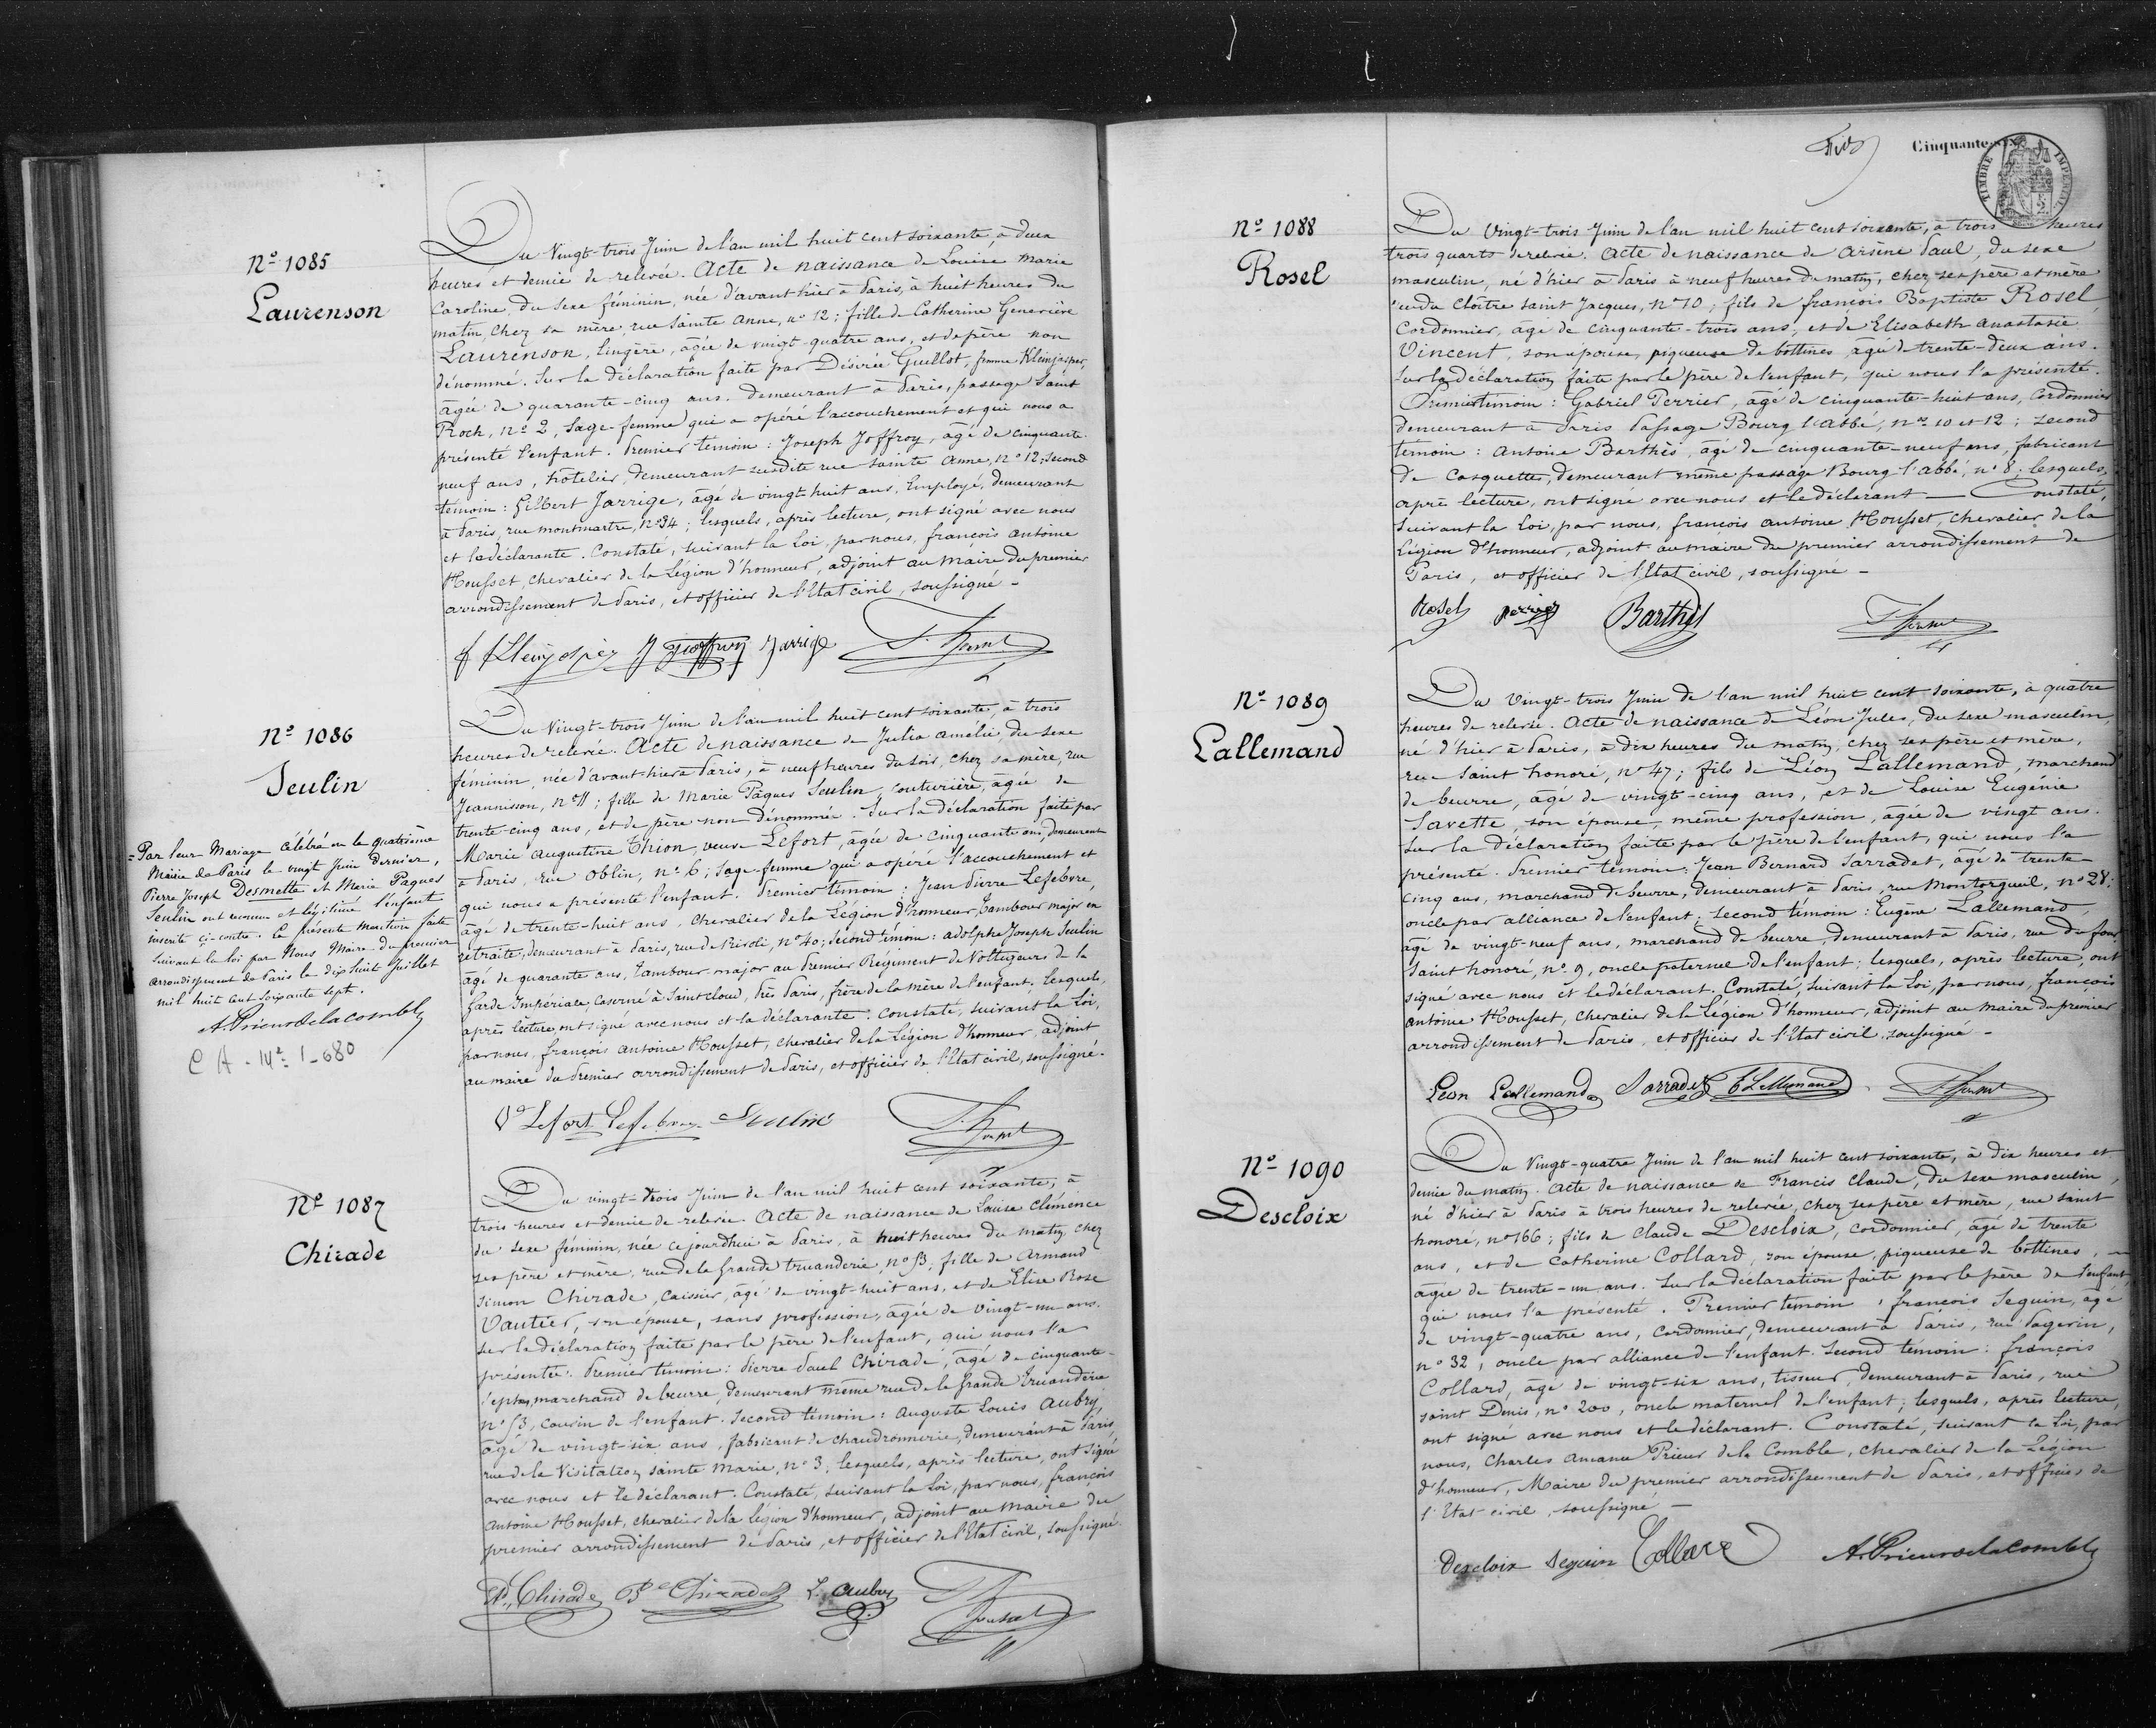 Nº 1085
Laurenson
Du Vingt-trois Juin de l'an mil huit cent soixante, à deux
heures et demie de relevée. Acte de naissance de Louise Marie
Caroline, du sexe féminin, née d'avant hier à Paris, à huit heures du
matin, chez sa mère, rue Sainte Anne, nº 12; fille de Catherine Geneviève
Laurenson, lingère, âgée de vingt-quatre ans, et de père non
dénommé. Sur la déclaration faite par Désirée Guillot, femme Kleinjasper,
âgée de quarante-cinq ans, demeurant à Paris, passage Saint
Roch, nº 2, Sage-femme qui a opéré l'accouchement et qui nous a
présenté l'enfant. Premier témoin: Joseph Joffroy, âgé de cinquante-
neuf ans, hôtelier, demeurant susdite rue Sainte Anne, nº 12; second
témoin: Gilbert Jarrige, âgé de vingt-huit ans, Employé, demeurant
à Paris, rue Montmartre, nº 34; lesquels, après lecture, ont signé avec nous
et la déclarante. Constaté, suivant la Loi, par nous, françois antoine
Housset, chevalier de la Légion d'honneur, adjoint au Maire du premier
arrondissement de Paris, et officier de l'Etat civil, soussigné -
Joffroy Jarrige
Nº 1086
Seulin
Du Vingt-trois Juin de l'an mil huit cent soixante, à trois
heures de relevée. Acte de naissance de Julia amélie, du sexe
féminin, née d'avant-hier à Paris, à neuf heures du soir, chez sa mère, rue
Jeannisson, nº 11; fille de Marie Pâques Seulin, couturière, âgée de
trente-cinq ans, et de père non dénommé. Sur la déclaration faite par
Marie Augustine Thion, veuve Lefort, âgée de cinquante ans, demeurant
à Paris, rue Oblin, nº 6; Sage-femme qui a opéré l'accouchement et
qui nous a présenté l'enfant. Premier témoin: Jean Pierre Lefebvre,
âgé de trente-huit ans, Chevalier de la Légion d'honneur, Tambour major en
retraite, demeurant à Paris, rue de Rivoli, nº 40; Second témoin: adolphe Joseph Seulin
âgé de quarante ans, Tambour major au Premier Régiment de Voltigeurs de la
Garde Impériale, caserné à Saint Cloud, près Paris, frère de la mère de l'enfant. lesquels,
après lecture, ont signé avec nous et la déclarante. Constaté, suivant la Loi,
par nous, françois Antoine Housset, chevalier de la Légion d'honneur, adjoint
au maire du Premier arrondissement de Paris, et officier de l'Etat civil, soussigné.
Ve Lefort Lefebvre Seulin
= Par leur Mariage célébré en la quatrième
Mairie de Paris le vingt Juin dernier,
Pierre Joseph Desmette et Marie Paques
Seulin ont reconnu et légitimé l'enfant
inscrite ci-contre. La présente mention faite
suivant la loi par Nous Maire du premier
arrondissement de Paris le dix huit Juillet
mil huit cent soixante sept.
A. Prieur de la Comble
C A - 14e 1-680
Nº 1087
Chirade
Du vingt-trois Juin de l'an mil huit cent soixante, à
trois heures et demie de relevée. Acte de naissance de Louise Clémence
du sexe féminin, née ce jourdhui à Paris, à huit heures du matin, chez
ses père et mère, rue de la Grande truanderie, nº 53; fille de Armand
Simon Chirade, caissier, âgé de vingt-huit ans, et de Elise Rose
Vautier, son épouse, sans profession, âgée de vingt-un ans.
sur la déclaration faite par le père de l'enfant, qui nous l'a
présentée. Premier témoin: Pierre Paul Chirade, âgé de cinquante-
sept ans, marchand de beurre, demeurant même rue de la Grande Truanderie
nº 53, cousin de l'enfant. Second témoin: Auguste Louis Aubry,
âgé de vingt-six ans, fabricant de chaudronnerie, demeurant à Paris,
rue de la Visitation Sainte Marie, nº 3; lesquels, après lecture, ont signé
avec nous et le déclarant. Constaté, suivant la Loi, par nous, françois
Antoine Housset, chevalier de la Légion d'honneur, adjoint au Maire du
premier arrondissement de Paris, et officier de l'Etat civil, soussigné.
Ad. Chirade Chirade L. Aubry
Cinquante-six
TIMBRE IMPERIAL
Nº 1088
Rosel
Du Vingt-trois Juin de l'an mil huit cent soixante, à trois heures
trois quarts de relevée. Acte de naissance de Arsène Paul, du sexe
masculin, né d'hier à Paris à neuf heures du matin, chez ses père et mère
rue du Cloître Saint Jacques, nº 10; fils de françois Baptiste Rosel
Cordonnier, âgé de cinquante-trois ans, et de Elisabeth Anastasie
Vincent, son épouse, piqueuse de bottines, âgée de trente-deux ans.
Sur la déclaration faite par le père de l'enfant, qui nous l'a présenté.
Premier témoin: Gabriel Perrier, âgé de cinquante-huit ans, Cordonnier
demeurant à Paris Passage Bourg l'abbé, nos 10 et 12; second
témoin: Antoine Barthès, âgé de cinquante-neuf ans, fabricant
de casquettes, demeurant même passage Bourg l'abbé, nº 8; lesquels,
après lecture, ont signé avec nous et le déclarant — Constaté,
suivant la Loi, par nous, françois antoine Housset, chevalier de la
Légion d'honneur, adjoint au maire du premier arrondissement de
Paris, et officier de l'Etat civil, soussigné -
Rosel Perrier Barthès
Nº 1089
Lallemand
Du Vingt-trois Juin de l'an mil huit cent soixante, à quatre
heures de relevée. Acte de naissance de Léon Jules, du sexe masculin,
né d'hier à Paris, à dix heures du matin, chez ses père et mère,
rue Saint honoré, nº 47; fils de Léon Lallemand, marchand
de beurre, âgé de vingt-cinq ans, et de Louise Eugénie
Savette, son épouse, même profession, âgée de vingt ans.
Sur la déclaration faite par le père de l'enfant, qui nous l'a
présenté. Premier témoin: Jean Bernard Sarradet, âgé de trente-
cinq ans, marchand de beurre, demeurant à Paris, rue Montorgueil, nº 28;
oncle par alliance de l'enfant; second témoin: Eugène Lallemand,
âgé de vingt-neuf ans, marchand de beurre, demeurant à Paris, rue du four
Saint honoré, nº 9, oncle paternel de l'enfant; lesquels, après lecture, ont
signé avec nous et le déclarant. Constaté, suivant la Loi, par nous, françois
antoine Housset, chevalier de la Légion d'honneur, adjoint au maire du premier
arrondissement de Paris, et officier de l'Etat civil, soussigné -
Léon Lallemand Sarradet E Lallemand
Nº 1090
Descloix
Du Vingt-quatre Juin de l'an mil huit cent soixante, à dix heures et
demie du matin. Acte de naissance de Francis Claude, du sexe masculin,
né d'hier à Paris à trois heures de relevée, chez ses père et mère, rue Saint
honoré, nº 166; fils de Claude Descloix, cordonnier, âgé de trente
ans, et de Catherine Collard, son épouse, piqueuse de bottines,
âgée de trente-un ans. Sur la déclaration faite par le père de l'enfant,
qui nous l'a présenté. Premier témoin, françois Seguin, âgé
de vingt-quatre ans, cordonnier, demeurant à Paris, rue Pagevin,
nº 32, oncle par alliance de l'enfant. Second témoin: françois
Collard, âgé de vingt-six ans, tisseur, demeurant à Paris, rue
Saint Denis, nº 200, oncle maternel de l'enfant; lesquels, après lecture,
ont signé avec nous et le déclarant. Constaté, suivant la Loi, par
nous, Charles Amance Prieur de la Comble, chevalier de la Légion
d'honneur, Maire du premier arrondissement de Paris, et officier de
l'Etat civil, soussigné -
Descloix Seguin Collard A. Prieur de la Comble